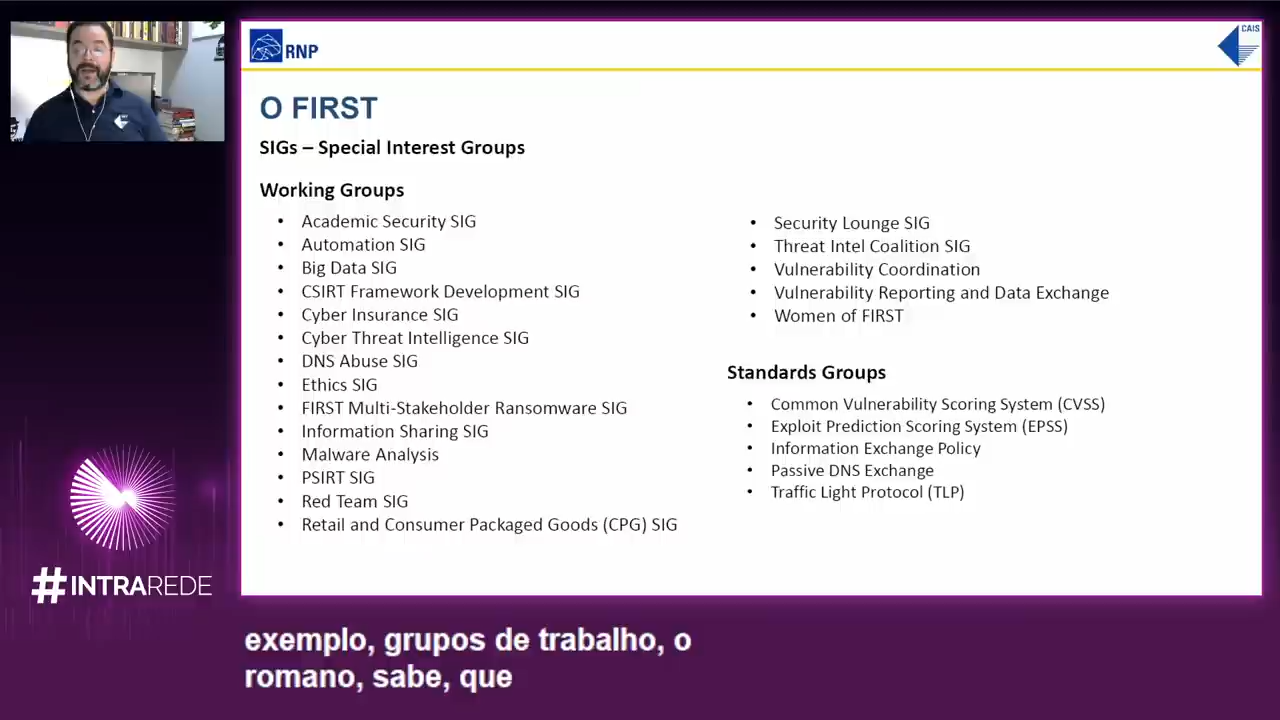 RNP
CAIS
O FIRST
SIGs – Special Interest Groups
Working Groups
• Academic Security SIG
• Automation SIG
• Big Data SIG
• CSIRT Framework Development SIG
• Cyber Insurance SIG
• Cyber Threat Intelligence SIG
• DNS Abuse SIG
• Ethics SIG
• FIRST Multi-Stakeholder Ransomware SIG
• Information Sharing SIG
• Malware Analysis
• PSIRT SIG
• Red Team SIG
• Retail and Consumer Packaged Goods (CPG) SIG
• Security Lounge SIG
• Threat Intel Coalition SIG
• Vulnerability Coordination
• Vulnerability Reporting and Data Exchange
• Women of FIRST
Standards Groups
• Common Vulnerability Scoring System (CVSS)
• Exploit Prediction Scoring System (EPSS)
• Information Exchange Policy
• Passive DNS Exchange
• Traffic Light Protocol (TLP)
#INTRAREDE
exemplo, grupos de trabalho, o
romano, sabe, que